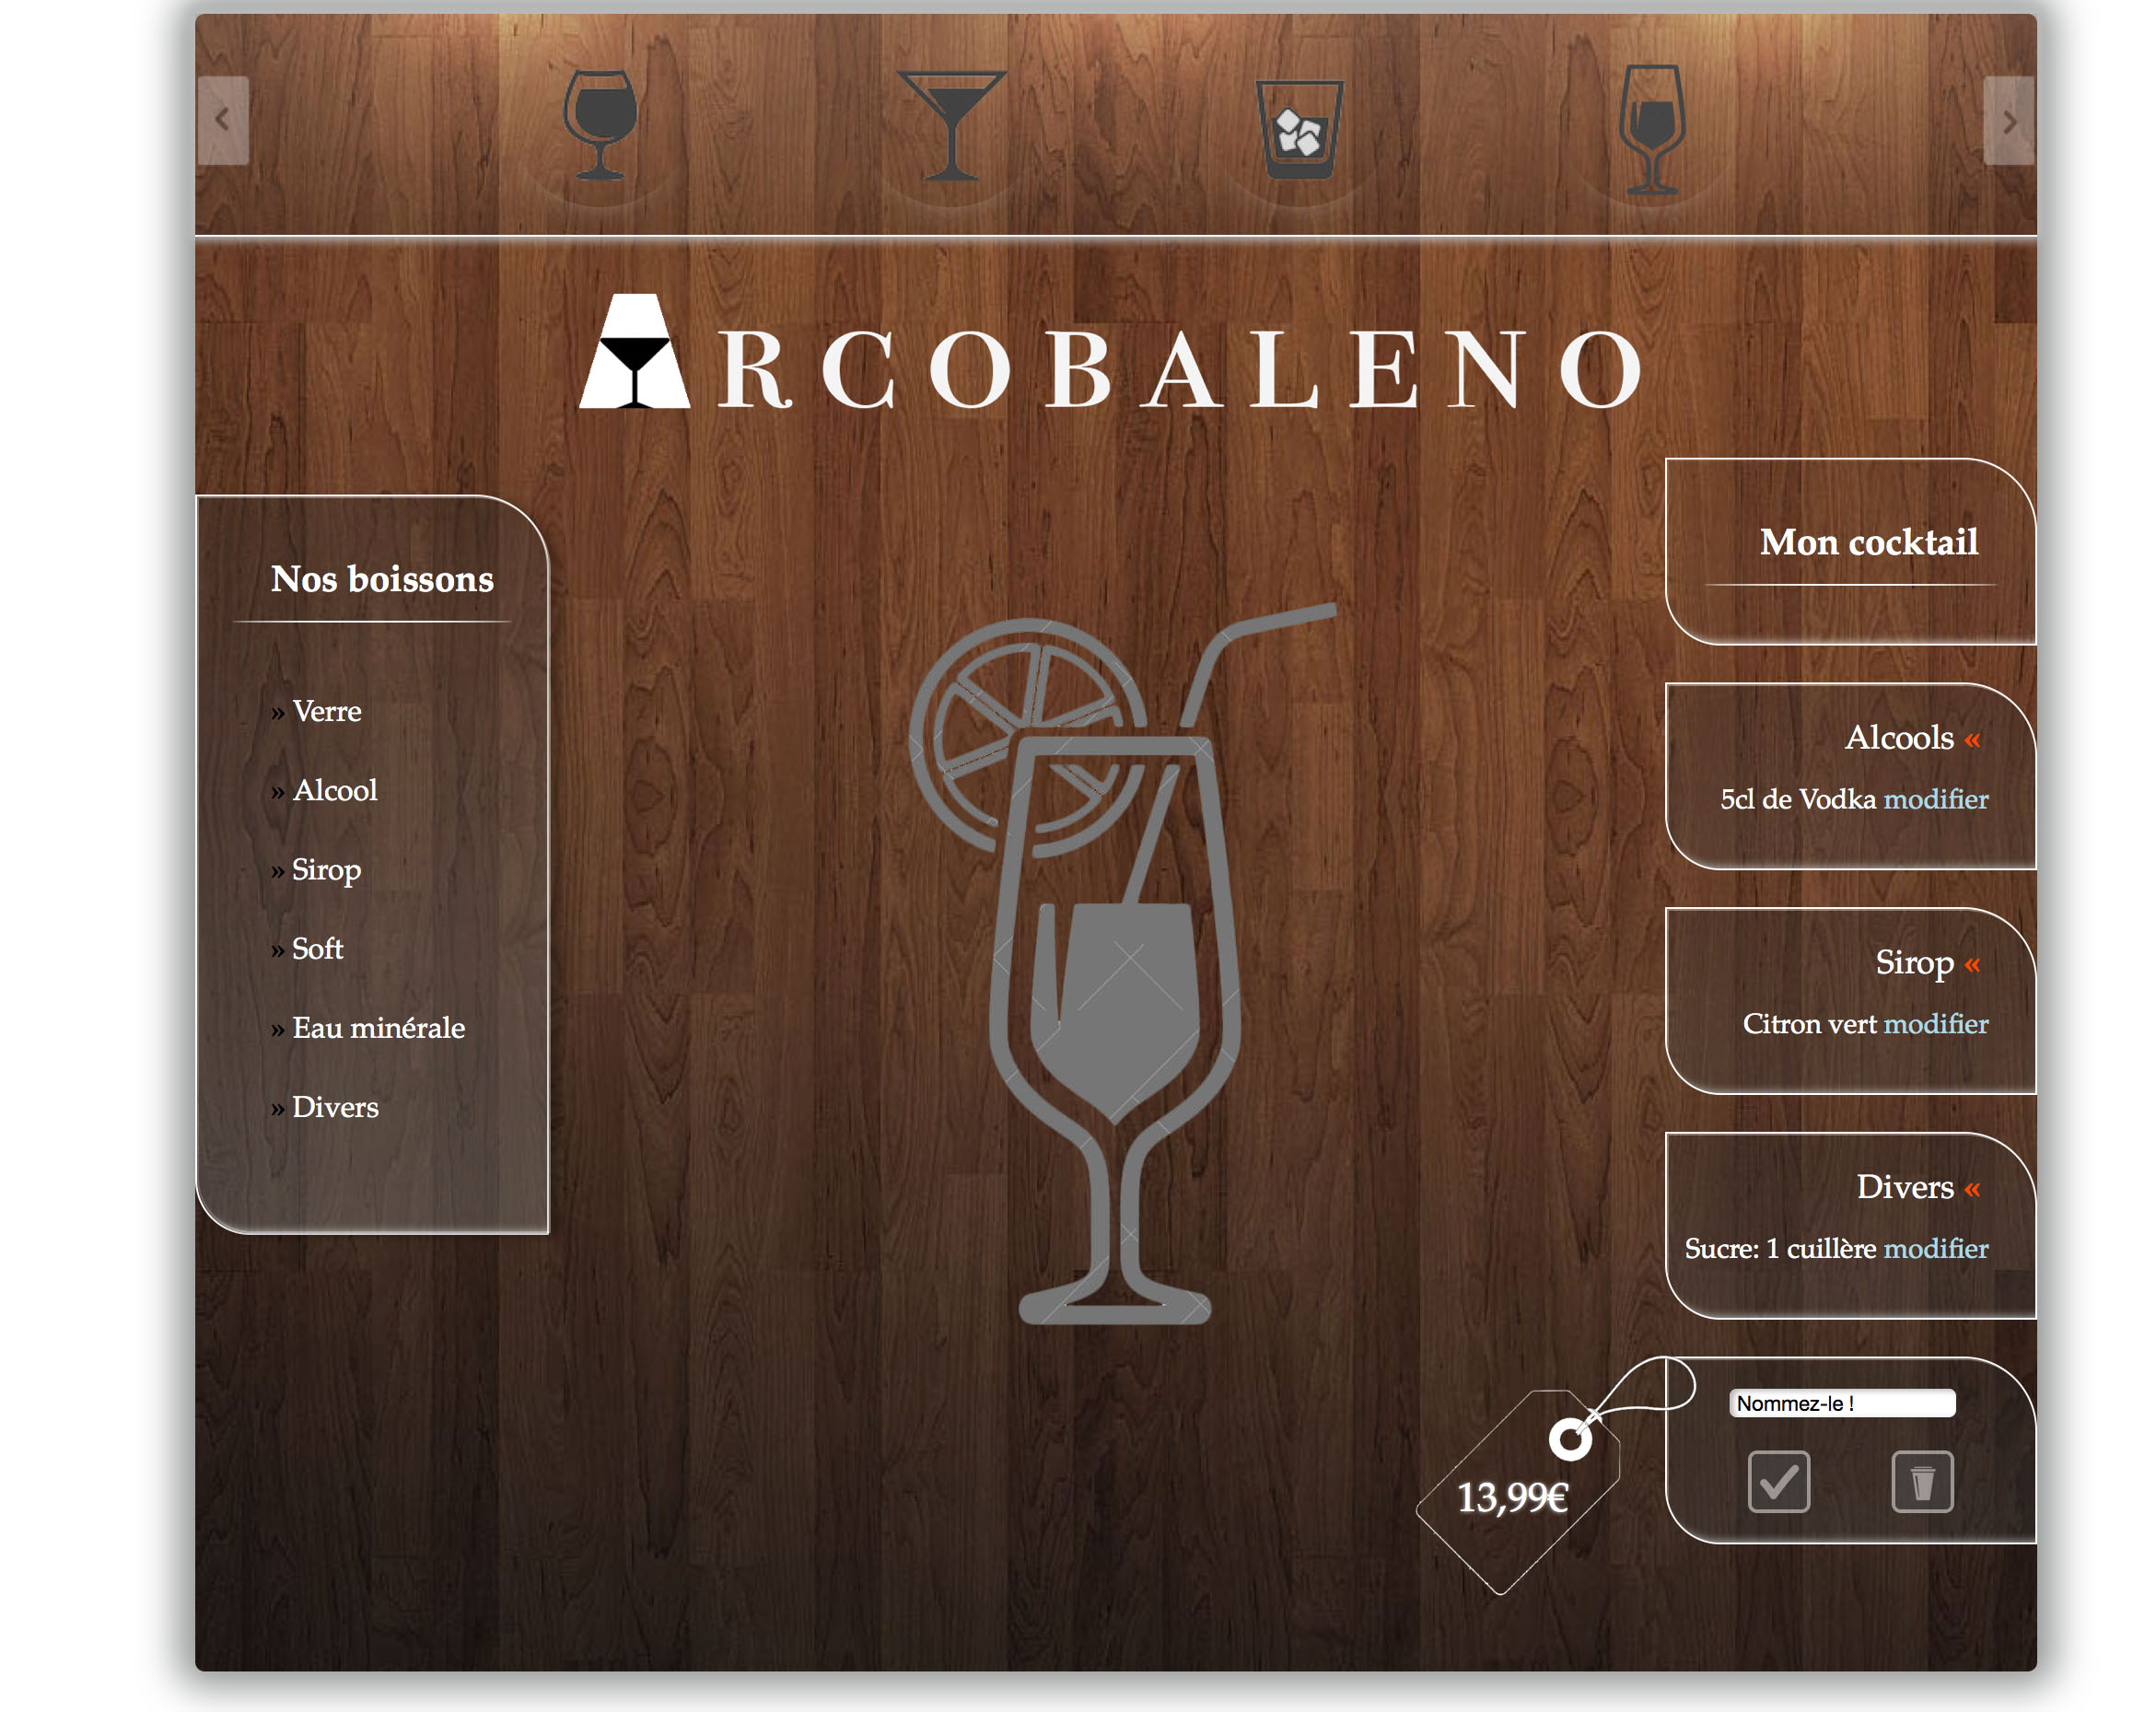 ARCOBALENO
Nos boissons
» Verre
» Alcool
» Sirop
» Soft
» Eau minérale
» Divers
Mon cocktail
Alcools «
5cl de Vodka modifier
Sirop «
Citron vert modifier
Divers «
Sucre: 1 cuillère modifier
Nommez-le !
13,99€